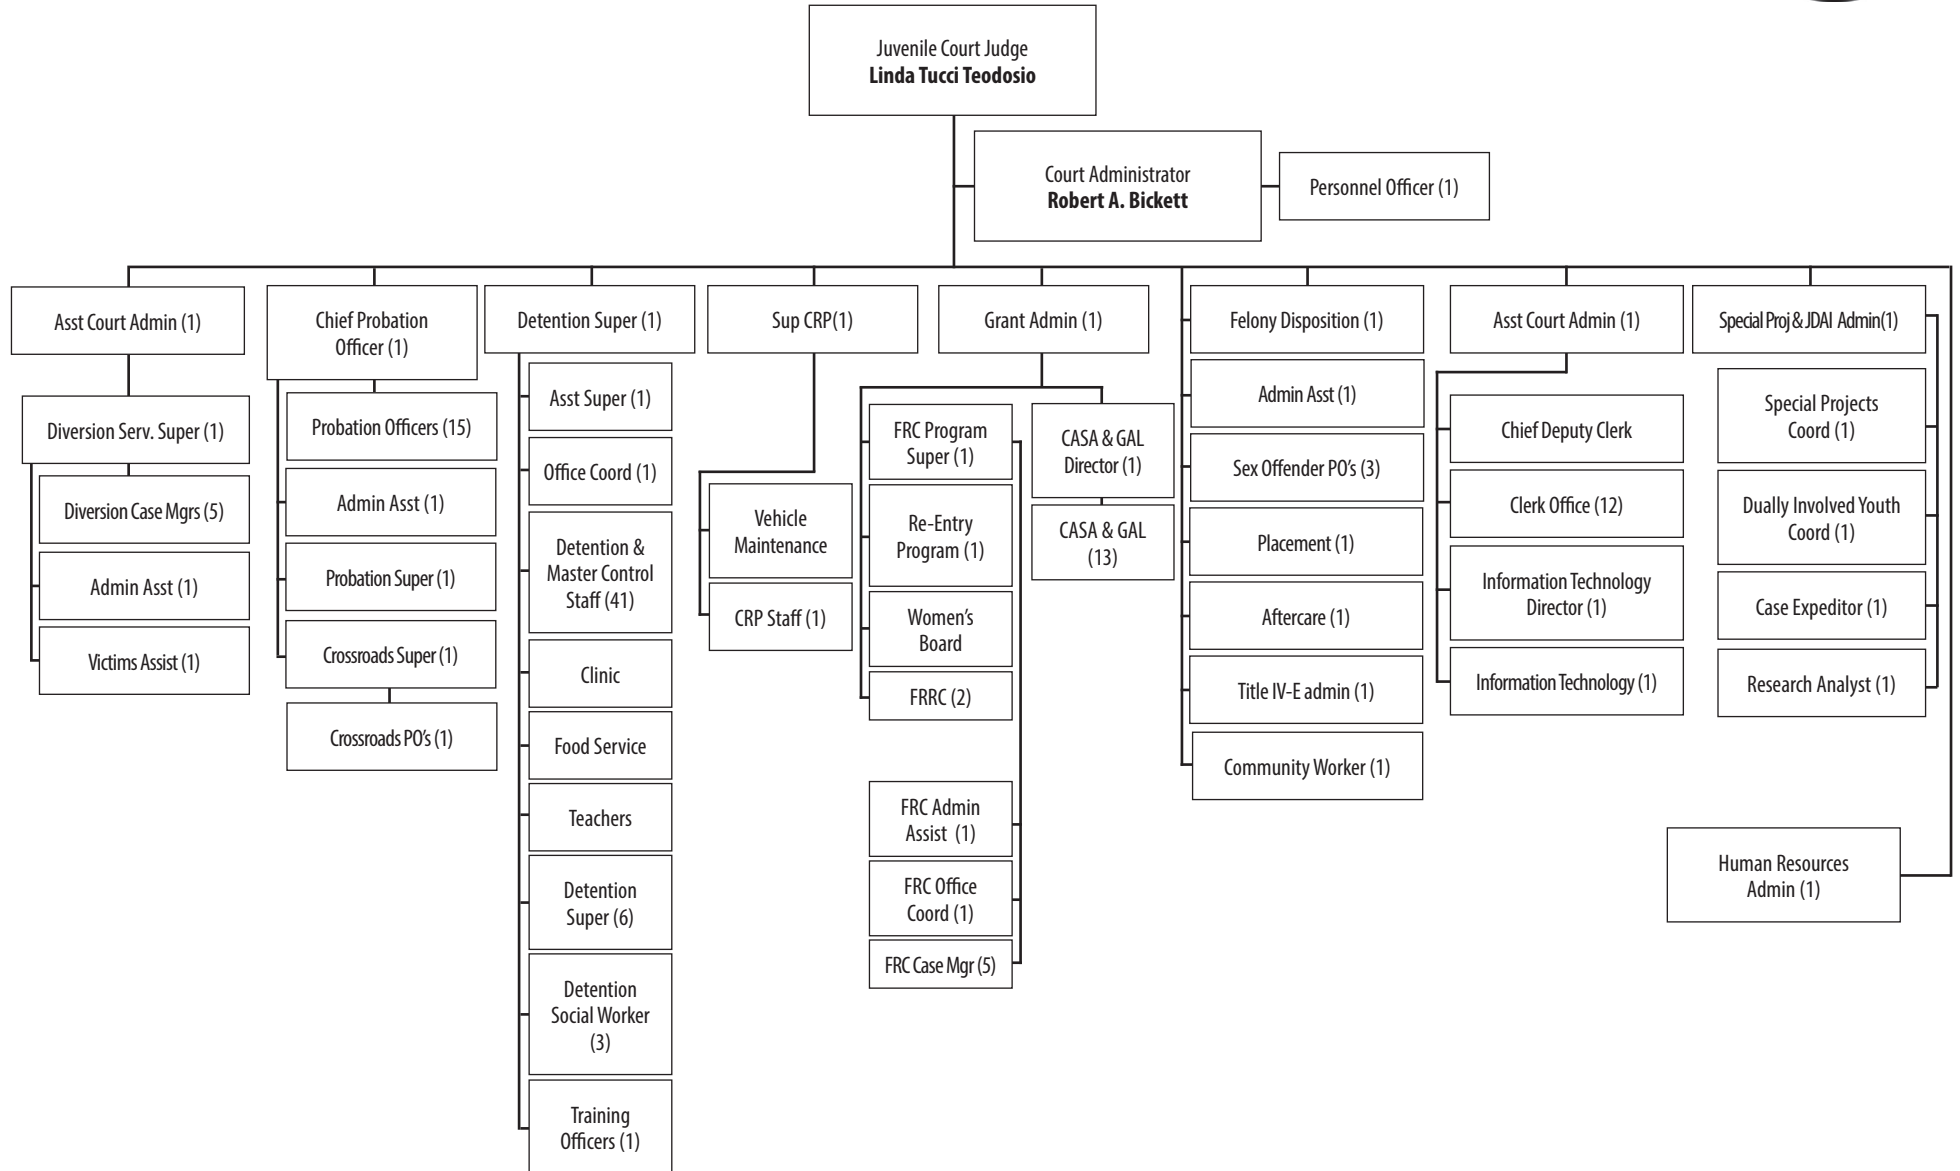 Juvenile Court Judge
Linda Tucci Teodosio
Court Administrator
Robert A. Bickett
Personnel Officer (1)
Asst Court Admin (1)
Diversion Serv. Super (1)
Diversion Case Mgrs (5)
Admin Asst (1)
Victims Assist (1)
Chief Probation
Officer (1)
Probation Officers (15)
Admin Asst (1)
Probation Super (1)
Crossroads Super (1)
Crossroads PO's (1)
Detention Super (1)
Asst Super (1)
Office Coord (1)
Detention &
Master Control
Staff (41)
Clinic
Food Service
Teachers
Detention
Super (6)
Detention
Social Worker
(3)
Training
Officers (1)
Sup CRP(1)
Vehicle
Maintenance
CRP Staff (1)
Grant Admin (1)
FRC Program
Super (1)
Re-Entry
Program (1)
Women's
Board
FRRC (2)
FRC Admin
Assist (1)
FRC Office
Coord (1)
FRC Case Mgr (5)
CASA & GAL
Director (1)
CASA & GAL
(13)
Felony Disposition (1)
Admin Asst (1)
Sex Offender PO's (3)
Placement (1)
Aftercare (1)
Title IV-E admin (1)
Community Worker (1)
Asst Court Admin (1)
Chief Deputy Clerk
Clerk Office (12)
Information Technology
Director (1)
Information Technology (1)
Special Proj & JDAI Admin(1)
Special Projects
Coord (1)
Dually Involved Youth
Coord (1)
Case Expeditor (1)
Research Analyst (1)
Human Resources
Admin (1)